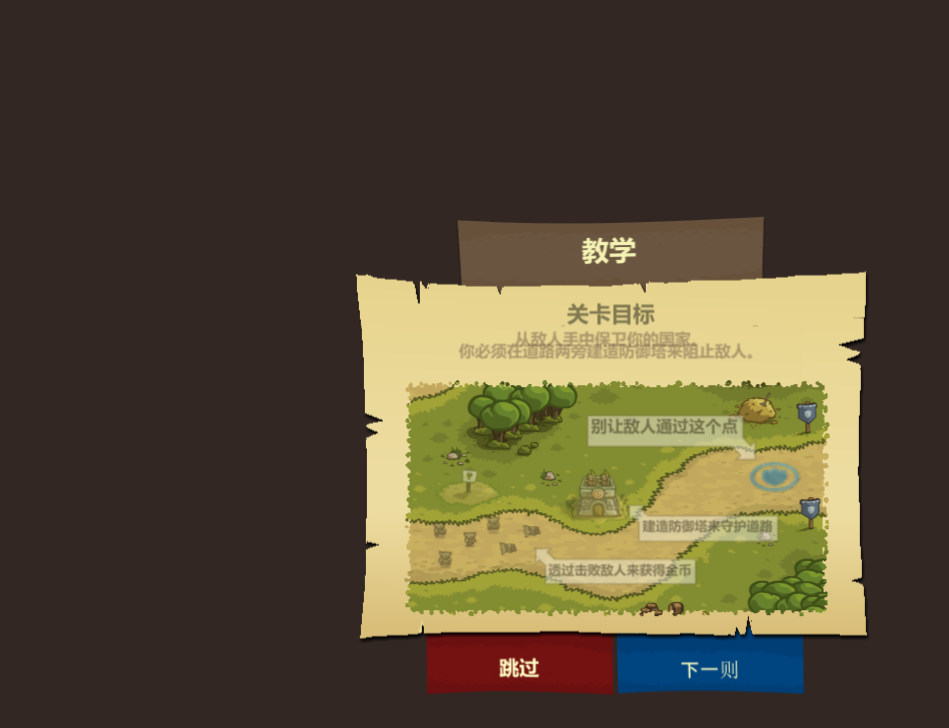 教学
关卡目标
从敌人手中保卫你的国家。
你必须在道路两旁建造防御塔来阻止敌人。
别让敌人通过这个点
建造防御塔来守护道路
透过击败敌人来获得金币
跳过
下一则